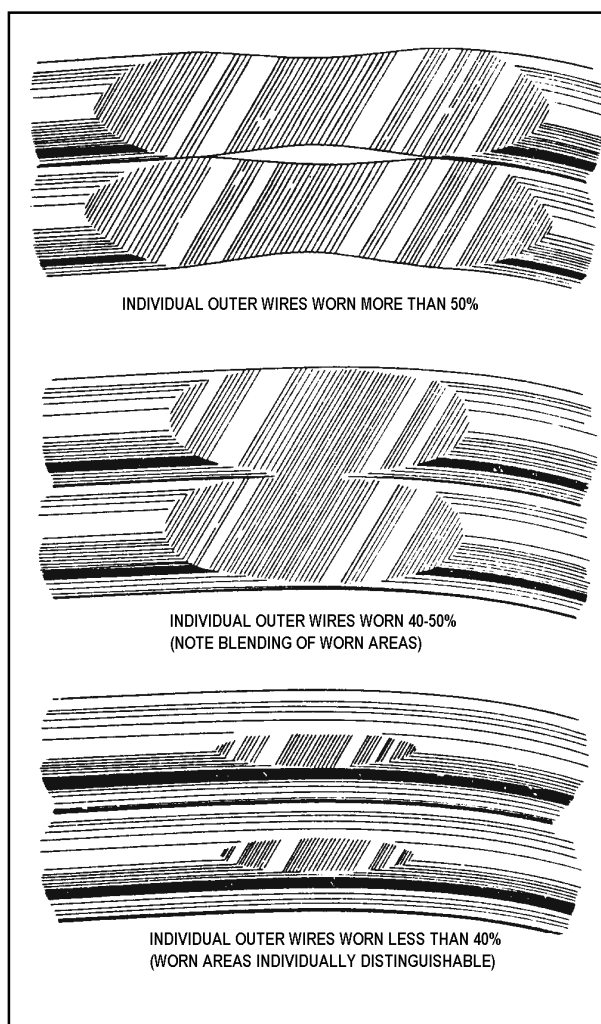 INDIVIDUAL OUTER WIRES WORN MORE THAN 50%
INDIVIDUAL OUTER WIRES WORN 40-50%
(NOTE BLENDING OF WORN AREAS)
INDIVIDUAL OUTER WIRES WORN LESS THAN 40%
(WORN AREAS INDIVIDUALLY DISTINGUISHABLE)